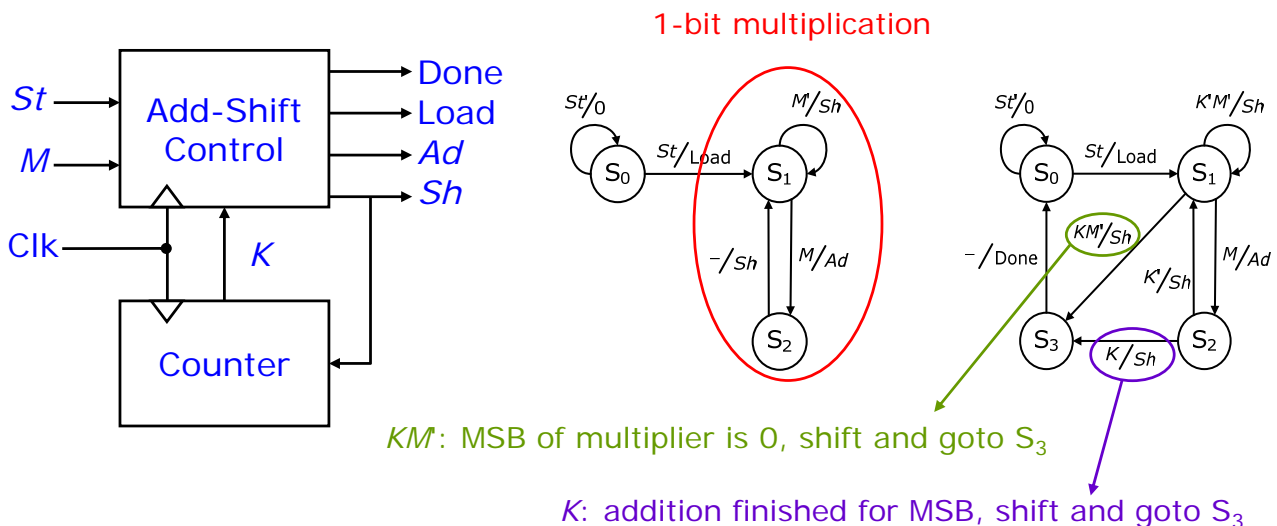 1-bit multiplication
St
M
Clk
Add-Shift
Control
Done
Load
Ad
Sh
K
Counter
St'/0
M'/Sh
S0
St/Load
S1
-/Sh
M/Ad
S2
St'/0
K'M'/Sh
S0
St/Load
S1
KM'/Sh
-/Done
K'/Sh
M/Ad
S3
K/Sh
S2
KM': MSB of multiplier is 0, shift and goto S3
K: addition finished for MSB, shift and goto S3